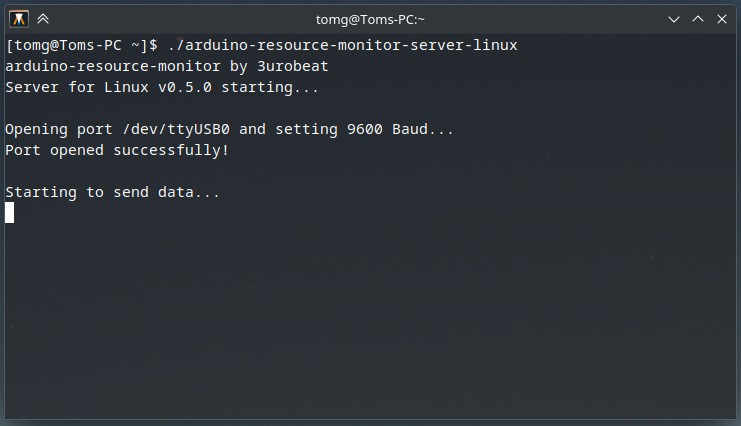 tomg@Toms-PC:~
[tomg@Toms-PC ~]$ ./arduino-resource-monitor-server-linux
arduino-resource-monitor by 3urobeat
Server for Linux v0.5.0 starting...
Opening port /dev/ttyUSB0 and setting 9600 Baud...
Port opened successfully!
Starting to send data...